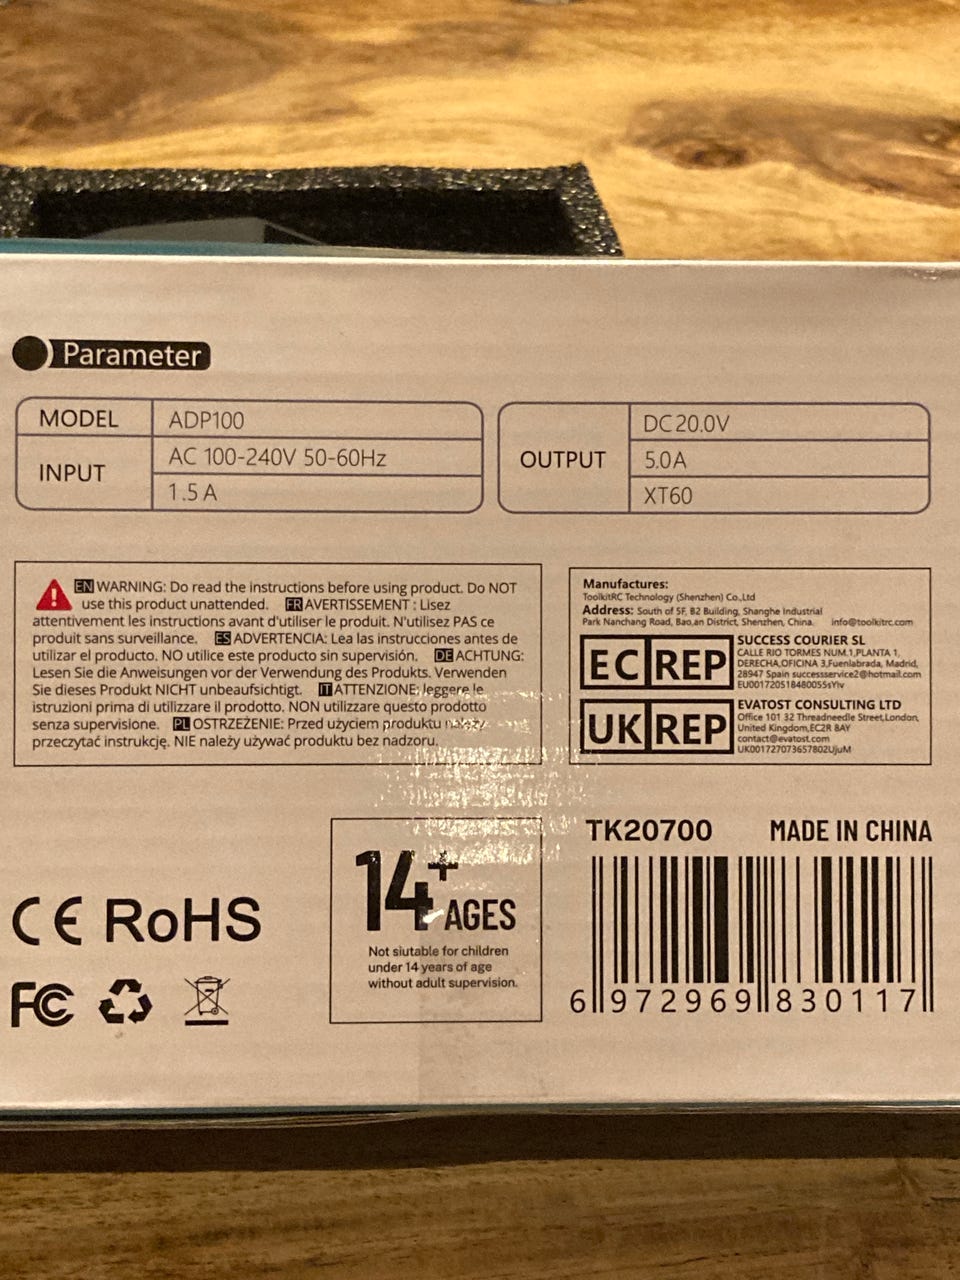 Parameter
MODEL ADP100
INPUT AC 100-240V 50-60Hz
1.5 A
OUTPUT DC 20.0V
5.0A
XT60
EN WARNING: Do read the instructions before using product. Do NOT
use this product unattended. FR AVERTISSEMENT : Lisez
attentivement les instructions avant d'utiliser le produit. N'utilisez PAS ce
produit sans surveillance. ES ADVERTENCIA: Lea las instrucciones antes de
utilizar el producto. NO utilice este producto sin supervisión. DE ACHTUNG:
Lesen Sie die Anweisungen vor der Verwendung des Produkts. Verwenden
Sie dieses Produkt NICHT unbeaufsichtigt. IT ATTENZIONE: leggere le
istruzioni prima di utilizzare il prodotto. NON utilizzare questo prodotto
senza supervisione. PL OSTRZEŻENIE: Przed użyciem produktu należy
przeczytać instrukcję. NIE należy używać produktu bez nadzoru.
Manufactures:
ToolkitRC Technology (Shenzhen) Co.,Ltd
Address: South of 5F, B2 Building, Shanghe Industrial
Park Nanchang Road, Bao,an District, Shenzhen, China. info@toolkitrc.com
EC REP
SUCCESS COURIER SL
CALLE RIO TORMES NUM.1,PLANTA 1,
DERECHA,OFICINA 3,Fuenlabrada, Madrid,
28947 Spain successservice2@hotmail.com
EU00172051848005​5sYlv
UK REP
EVATOST CONSULTING LTD
Office 101 32 Threadneedle Street,London,
United Kingdom,EC2R 8AY
contact@evatost.com
UK001727073657802UjuM
CE RoHS
FC
14+
AGES
Not siutable for children
under 14 years of age
without adult supervision.
TK20700 MADE IN CHINA
6 972969 830117